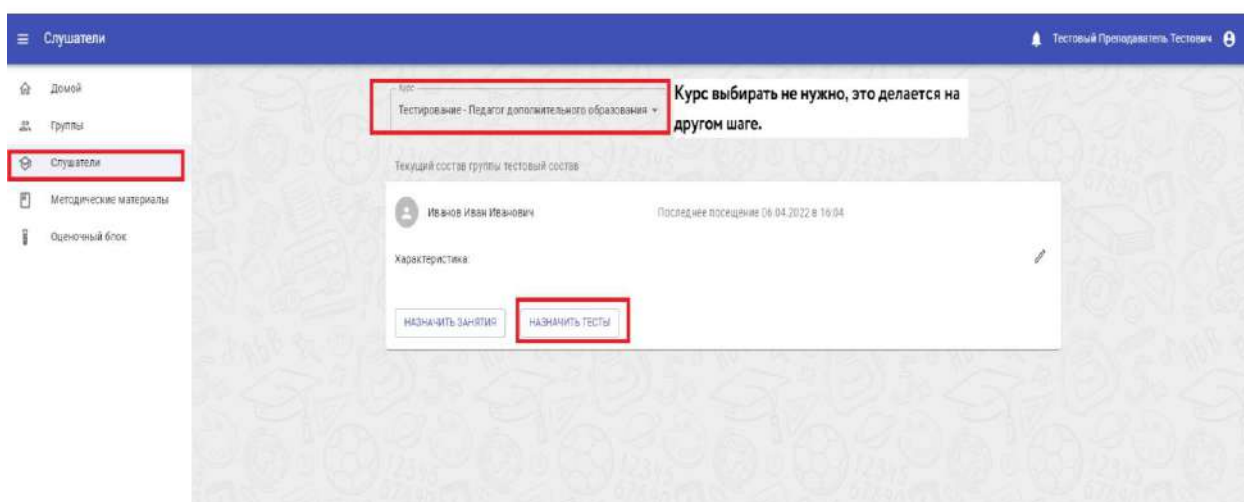 Слушатели
Тестовый Преподаватель Тестович
Домой
Группы
Слушатели
Методические материалы
Оценочный блок
Курс
Тестирование - Педагог дополнительного образования
Курс выбирать не нужно, это делается на
другом шаге.
Текущий состав группы тестовый состав
Иванов Иван Иванович
Последнее посещение 06.04.2022 в 16:04
Характеристика:
НАЗНАЧИТЬ ЗАНЯТИЯ
НАЗНАЧИТЬ ТЕСТЫ